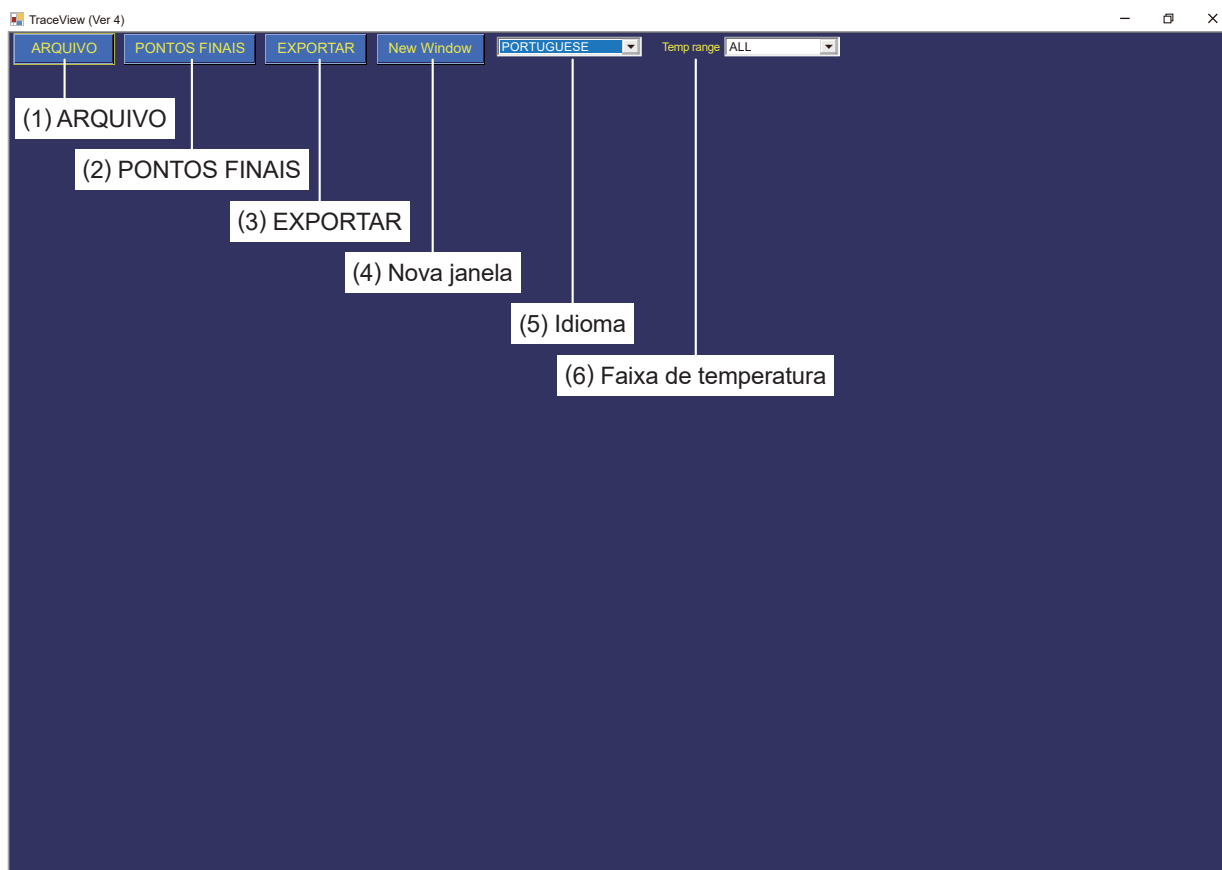 TraceView (Ver 4)
ARQUIVO PONTOS FINAIS EXPORTAR New Window PORTUGUESE Temp range ALL
(1) ARQUIVO
(2) PONTOS FINAIS
(3) EXPORTAR
(4) Nova janela
(5) Idioma
(6) Faixa de temperatura